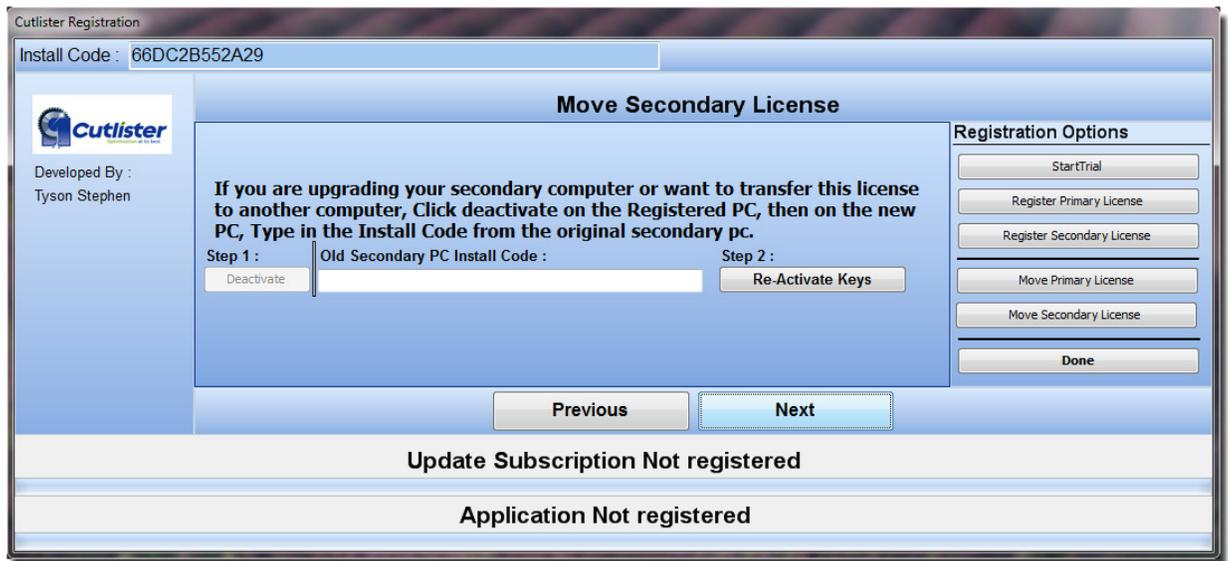 Cutlister Registration
Install Code : 66DC2B552A29
Move Secondary License
Cutlister
Optimization at its best
Developed By :
Tyson Stephen
If you are upgrading your secondary computer or want to transfer this license
to another computer, Click deactivate on the Registered PC, then on the new
PC, Type in the Install Code from the original secondary pc.
Step 1 :
Old Secondary PC Install Code :
Step 2 :
Deactivate
Re-Activate Keys
Registration Options
StartTrial
Register Primary License
Register Secondary License
Move Primary License
Move Secondary License
Done
Previous
Next
Update Subscription Not registered
Application Not registered